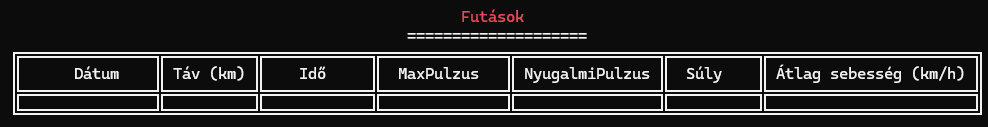 Futások
====================
Dátum Táv (km) Idő MaxPulzus NyugalmiPulzus Súly Átlag sebesség (km/h)